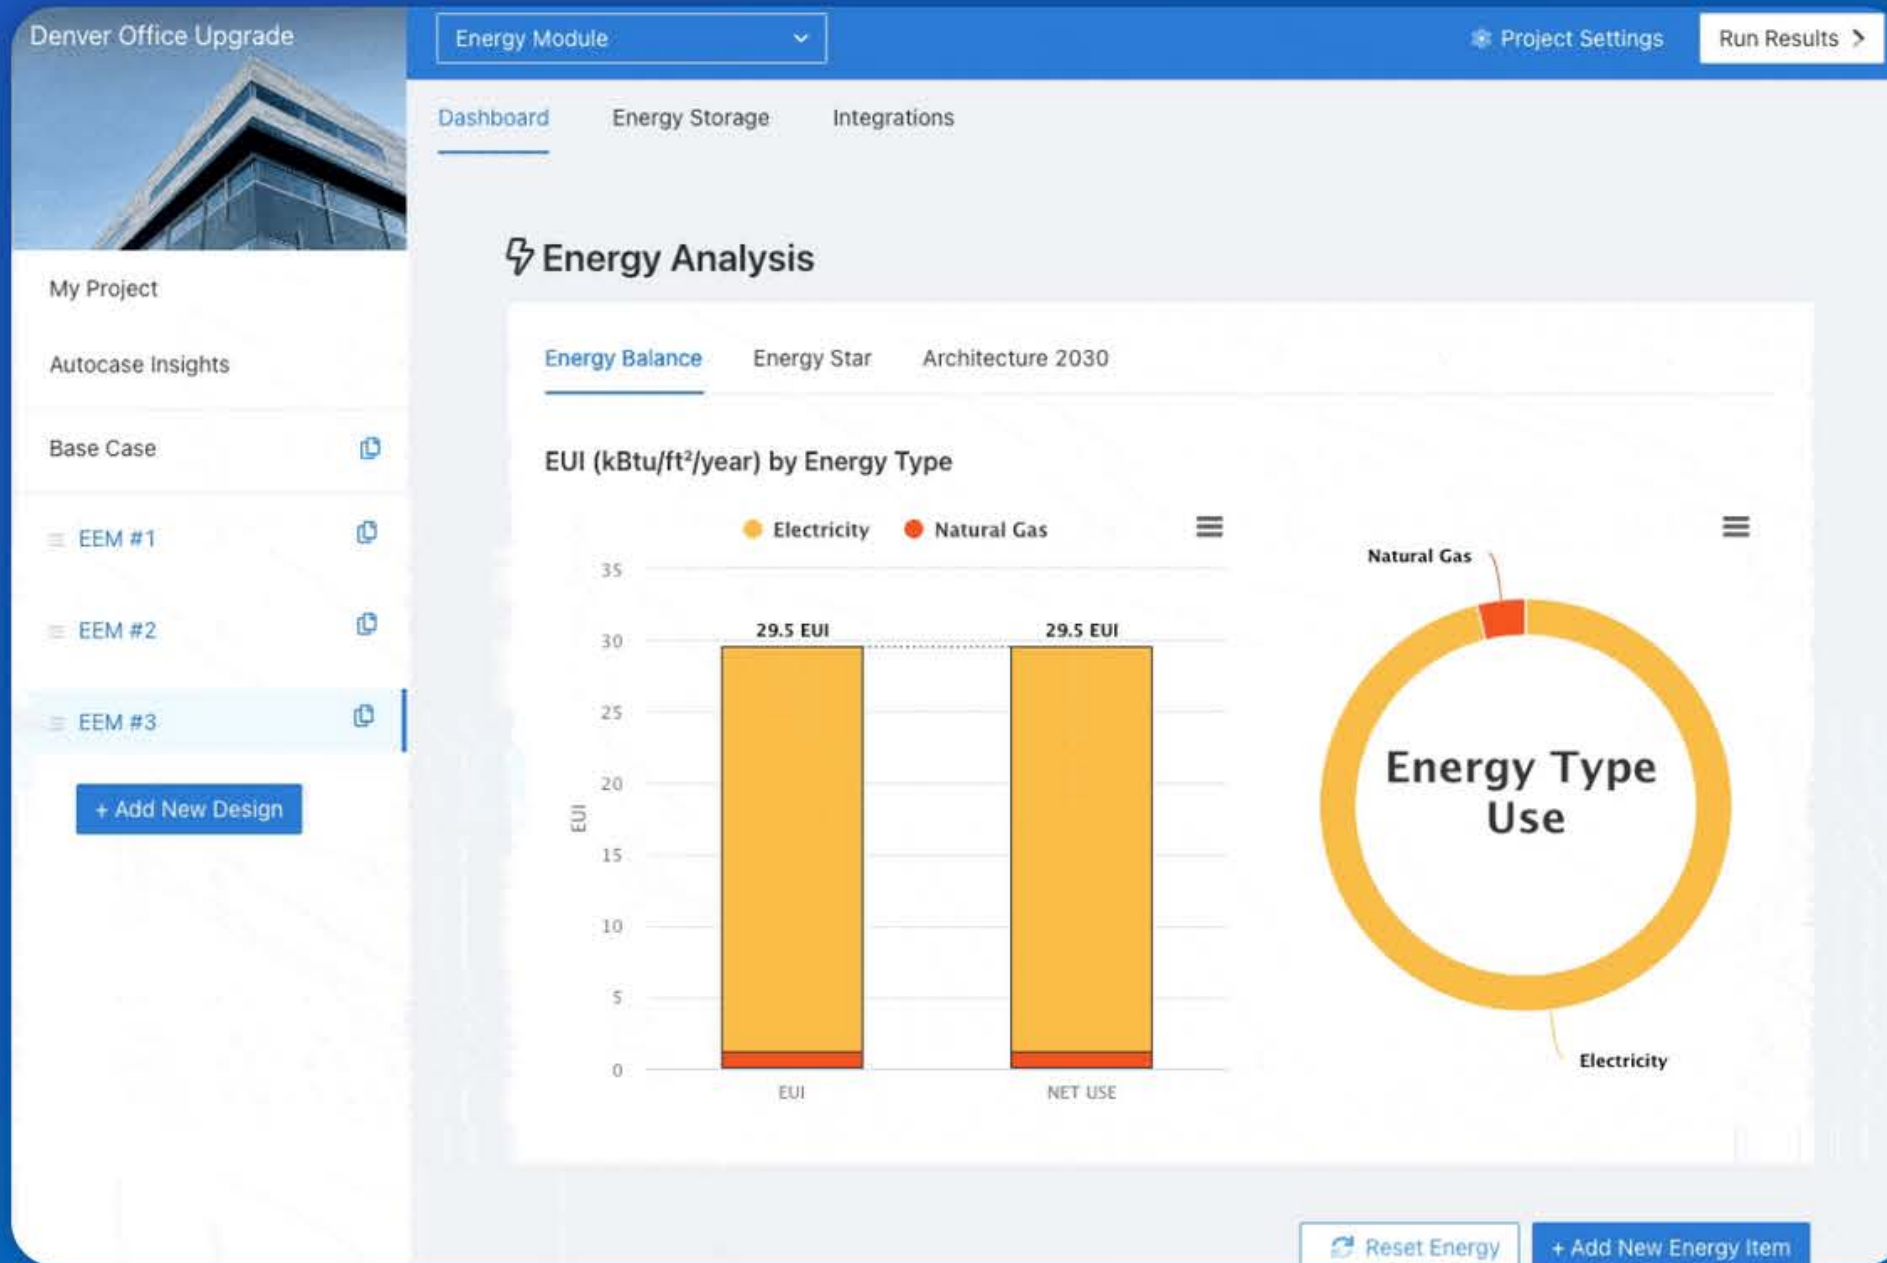 Denver Office Upgrade
Energy Module
Project Settings
Run Results
Dashboard
Energy Storage
Integrations
My Project
Autocase Insights
Base Case
EEM #1
EEM #2
EEM #3
+ Add New Design
Energy Analysis
Energy Balance
Energy Star
Architecture 2030
EUI (kBtu/ft²/year) by Energy Type
Electricity
Natural Gas
35
30
25
20
15
10
5
0
EUI
29.5 EUI
29.5 EUI
EUI
NET USE
Natural Gas
Energy Type
Use
Electricity
Reset Energy
+ Add New Energy Item